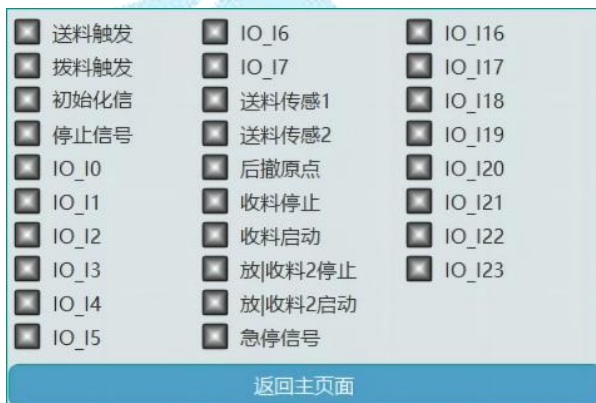 送料触发
拨料触发
初始化信
停止信号
IO_I0
IO_I1
IO_I2
IO_I3
IO_I4
IO_I5
IO_I6
IO_I7
送料传感1
送料传感2
后撤原点
收料停止
收料启动
放|收料2停止
放|收料2启动
急停信号
IO_I16
IO_I17
IO_I18
IO_I19
IO_I20
IO_I21
IO_I22
IO_I23
返回主页面